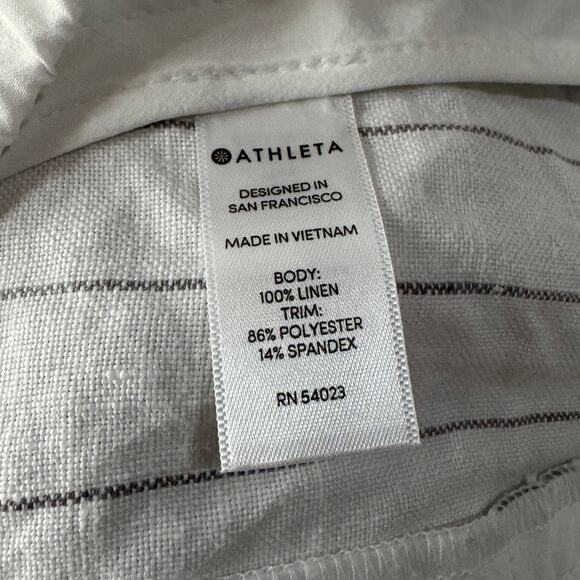 ATHLETA
DESIGNED IN
SAN FRANCISCO
MADE IN VIETNAM
BODY:
100% LINEN
TRIM:
86% POLYESTER
14% SPANDEX
RN 54023